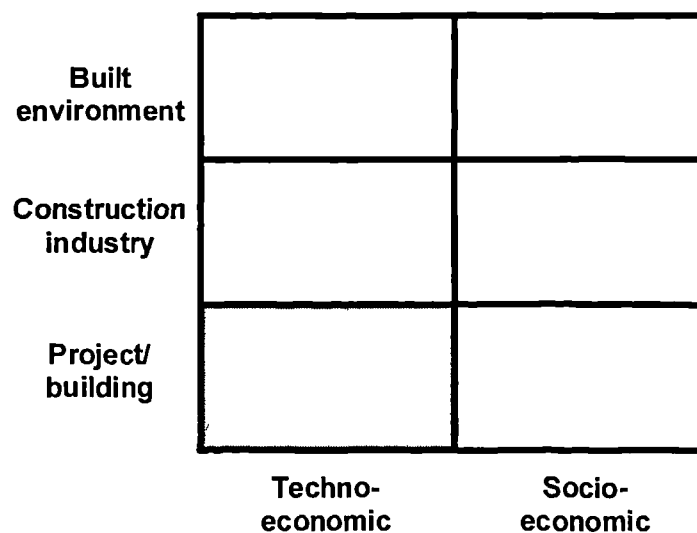 Built
environment
Construction
industry
Project/
building
Techno-
economic
Socio-
economic